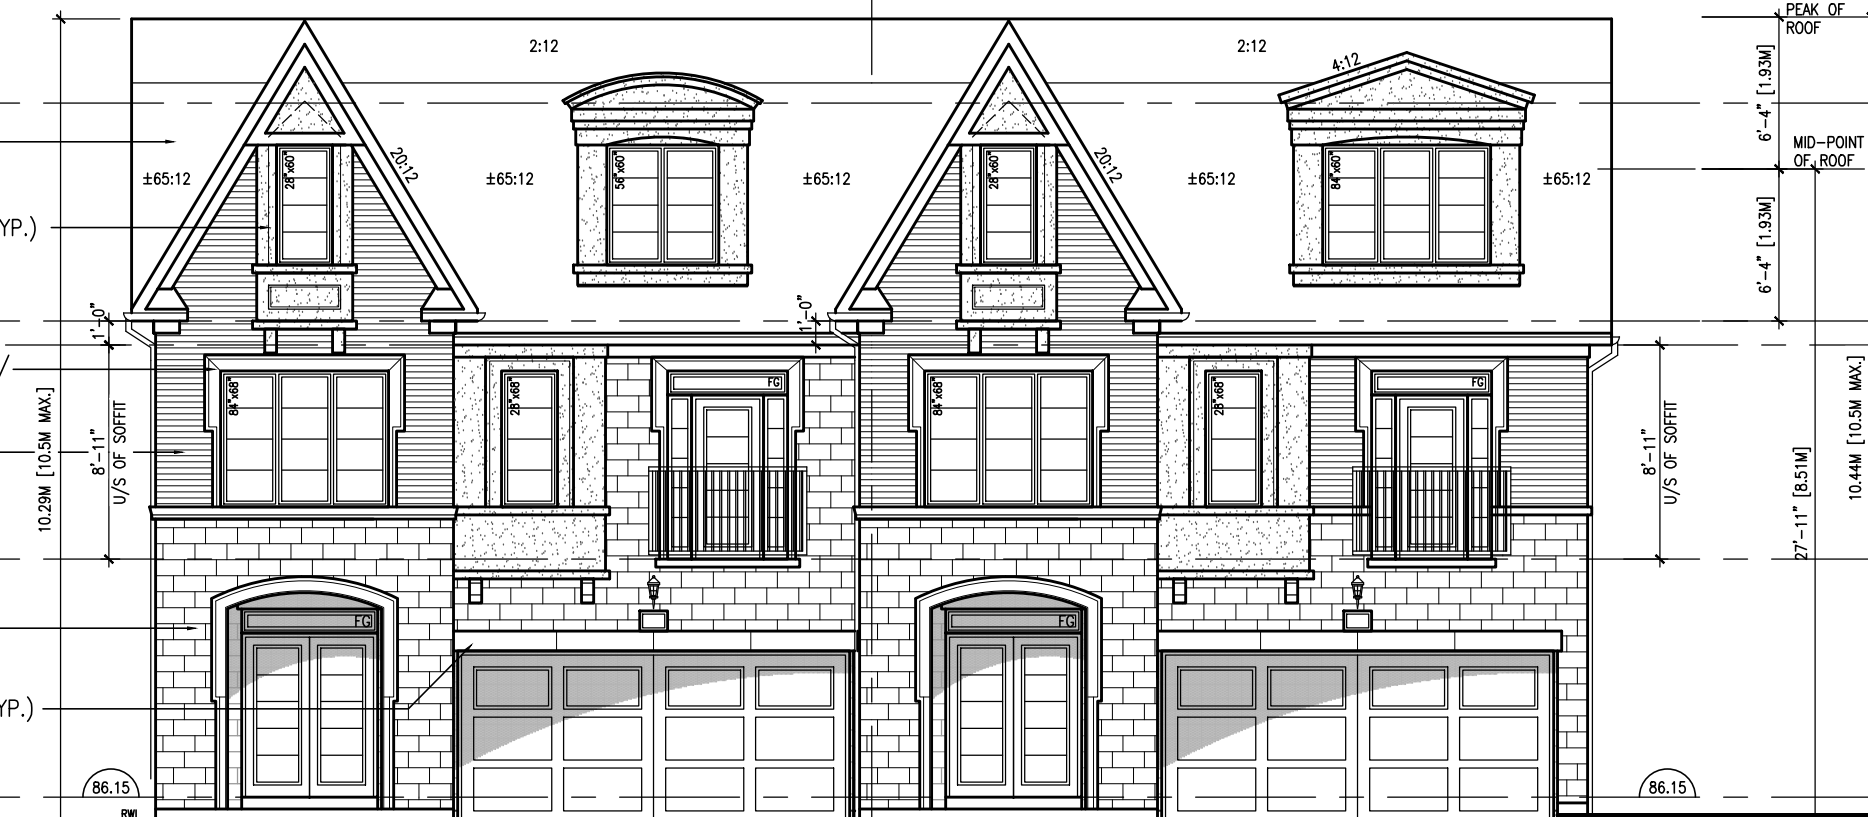 PEAK OF
ROOF
2:12
2:12
4:12
6'-4" [1.93M]
MID-POINT
OF ROOF
20:12
20:12
28"x60"
56"x60"
28"x60"
84"x60"
±65:12
±65:12
±65:12
±65:12
±65:12
YP.)
6'-4" [1.93M]
1'-0"
1'-0"
84"x68"
28"x68"
FG
84"x68"
28"x68"
FG
10.29M [10.5M MAX.]
8'-11"
U/S OF SOFFIT
8'-11"
U/S OF SOFFIT
27'-11" [8.51M]
10.44M [10.5M MAX.]
FG
FG
YP.)
86.15
86.15
RWL